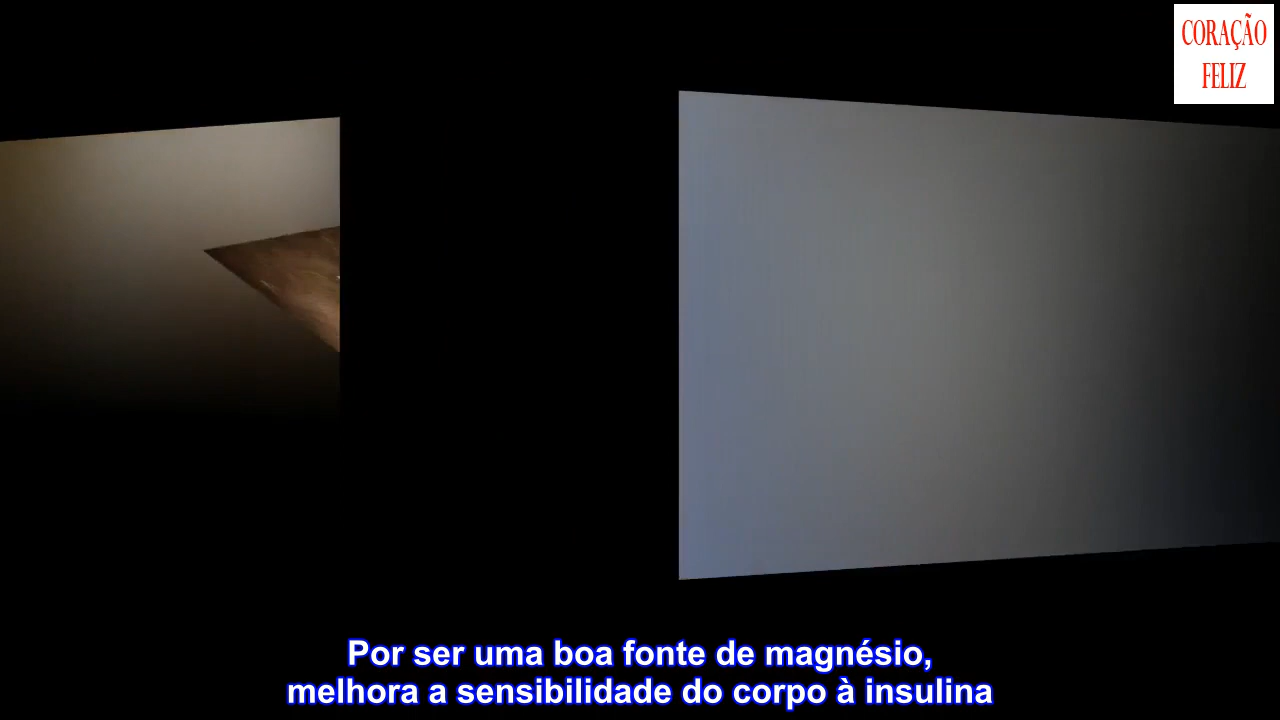 CORAÇÃO
FELIZ
Por ser uma boa fonte de magnésio,
melhora a sensibilidade do corpo à insulina